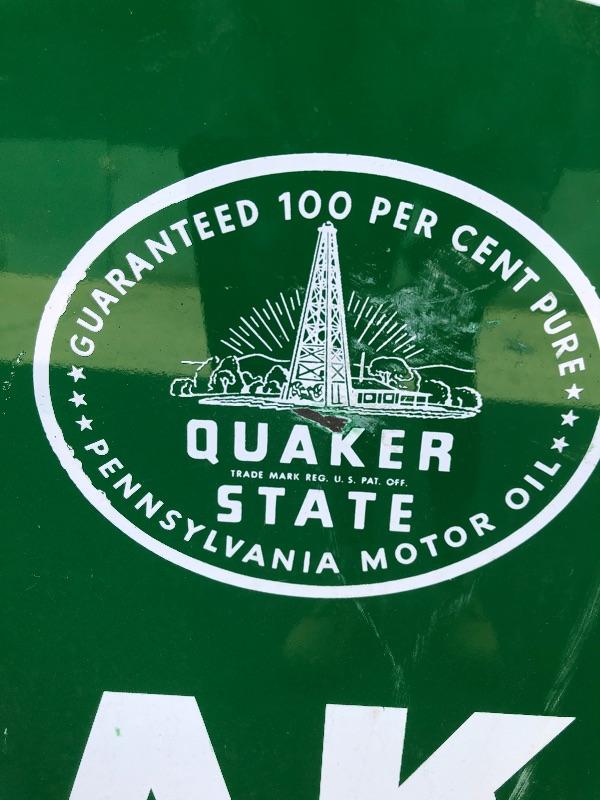 GUARANTEED 100 PER CENT PURE
QUAKER
TRADE MARK REG. U. S. PAT. OFF.
STATE
PENNSYLVANIA MOTOR OIL
AK